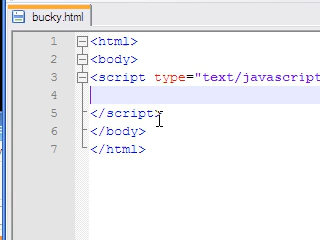 bucky.html
1 <html>
2 <body>
3 <script type="text/javascript
4
5 </script>
6 </body>
7 </html>